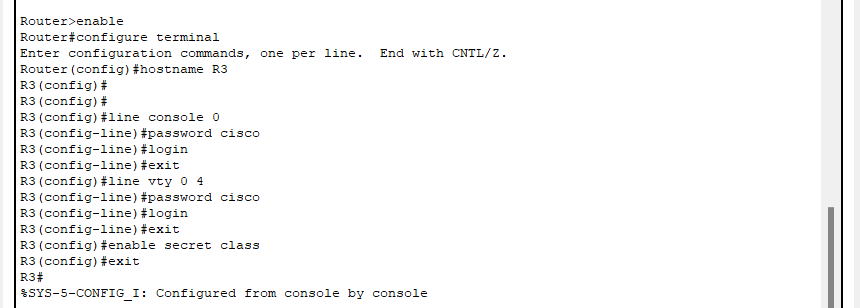 Router>enable
Router#configure terminal
Enter configuration commands, one per line.  End with CNTL/Z.
Router(config)#hostname R3
R3(config)#
R3(config)#
R3(config)#line console 0
R3(config-line)#password cisco
R3(config-line)#login
R3(config-line)#exit
R3(config)#line vty 0 4
R3(config-line)#password cisco
R3(config-line)#login
R3(config-line)#exit
R3(config)#enable secret class
R3(config)#exit
R3#
%SYS-5-CONFIG_I: Configured from console by console